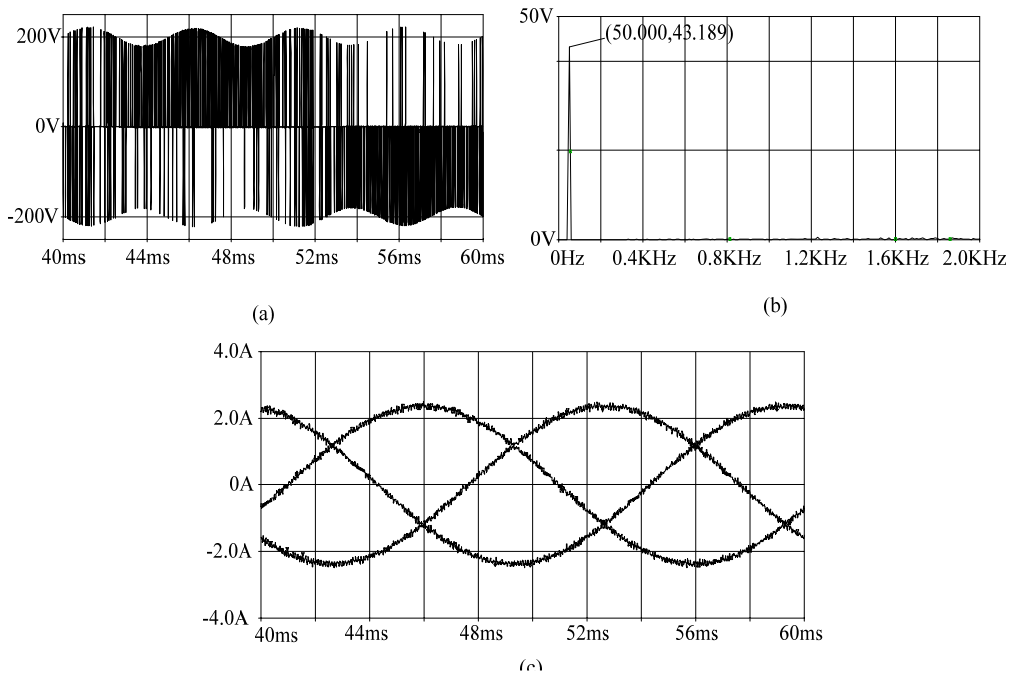 200V
0V
-200V
40ms 44ms 48ms 52ms 56ms 60ms
(a)
50V
(50.000,43.189)
0V
0Hz 0.4KHz 0.8KHz 1.2KHz 1.6KHz 2.0KHz
(b)
4.0A
2.0A
0A
-2.0A
-4.0A
40ms 44ms 48ms 52ms 56ms 60ms
(c)